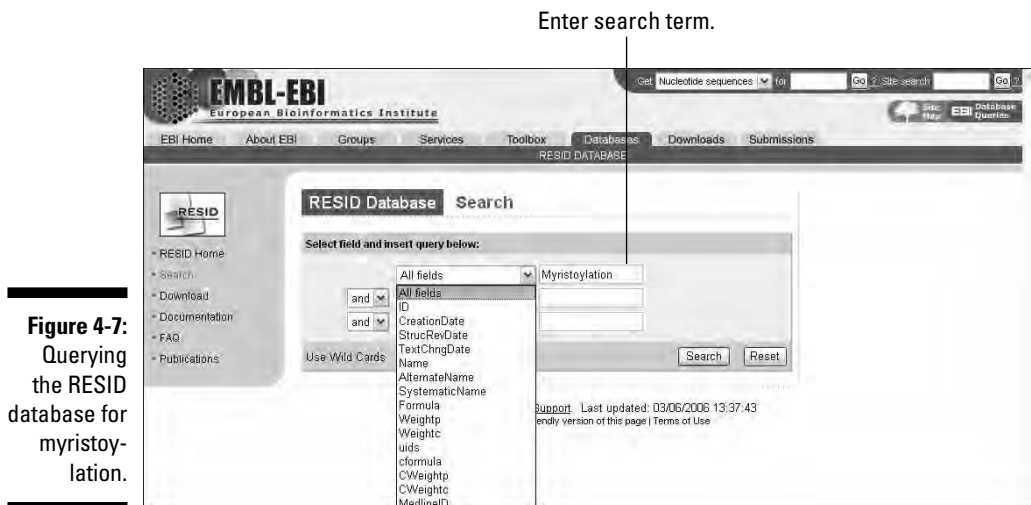 Enter search term.
EMBL-EBI
European Bioinformatics Institute
Get Nucleotide sequences for Go ? Site search Go ?
Site Map EBI Database Queries
EBI Home About EBI Groups Services Toolbox Databases Downloads Submissions
RESID DATABASE
RESID
RESID Home
Search
Download
Documentation
FAQ
Publications
RESID Database Search
Select field and insert query below:
All fields Myristoylation
and
and
All fields
ID
CreationDate
StrucRevDate
TextChngDate
Name
AlternateName
SystematicName
Formula
Weightp
Weightc
uids
cformula
CWeightp
CWeightc
MedlineID
Use Wild Cards
Search Reset
Support. Last updated: 03/06/2006 13:37:43
endly version of this page | Terms of Use
Figure 4-7:
Querying
the RESID
database for
myristoy-
lation.